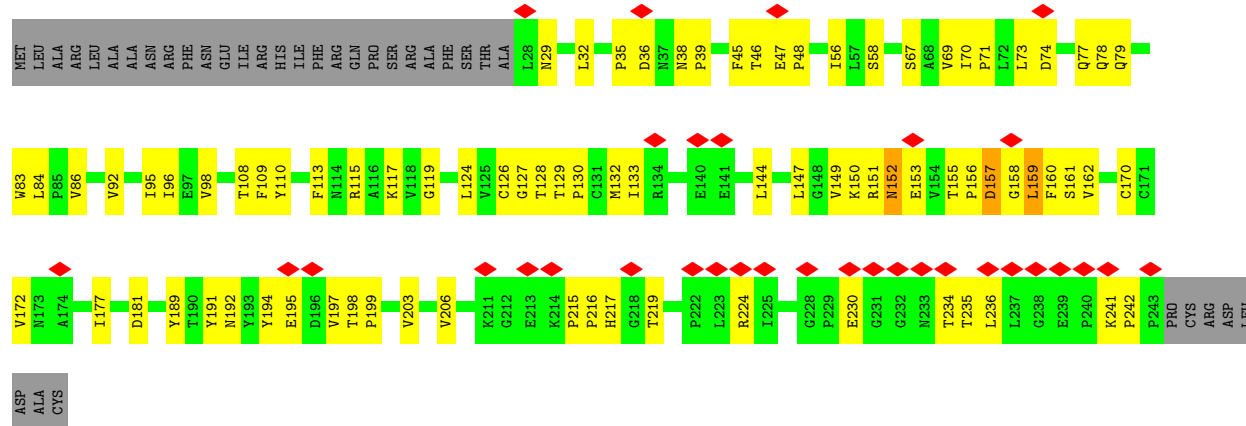 MET LEU ALA ARG LEU ALA ALA ASN ARG PHE ASN GLU ILE ARG HIS ILE PHE ARG GLN PRO SER ARG ALA PHE SER THR ALA L28 N29 L32 P35 D36 N37 N38 P39 F45 T46 E47 P48 I56 L57 S58 S67 A68 V69 I70 P71 L72 L73 D74 Q77 Q78 Q79
W83 L84 P85 V86 V92 I95 I96 E97 V98 T108 F109 Y110 F113 N114 R115 A116 K117 V118 G119 L124 V125 C126 G127 T128 T129 P130 C131 M132 I133 R134 E140 E141 L144 L147 G148 V149 K150 R151 N152 E153 V154 T155 P156 D157 G158 L159 F160 S161 V162 C170 C171
V172 N173 A174 I177 D181 Y189 T190 Y191 N192 Y193 Y194 E195 D196 V197 T198 P199 V203 V206 K211 G212 E213 K214 P215 P216 H217 G218 T219 P222 L223 R224 I225 G228 P229 E230 G231 G232 N233 T234 T235 L236 L237 G238 E239 P240 K241 P242 P243 PRO CYS ARG ASP LEU
ASP ALA CYS